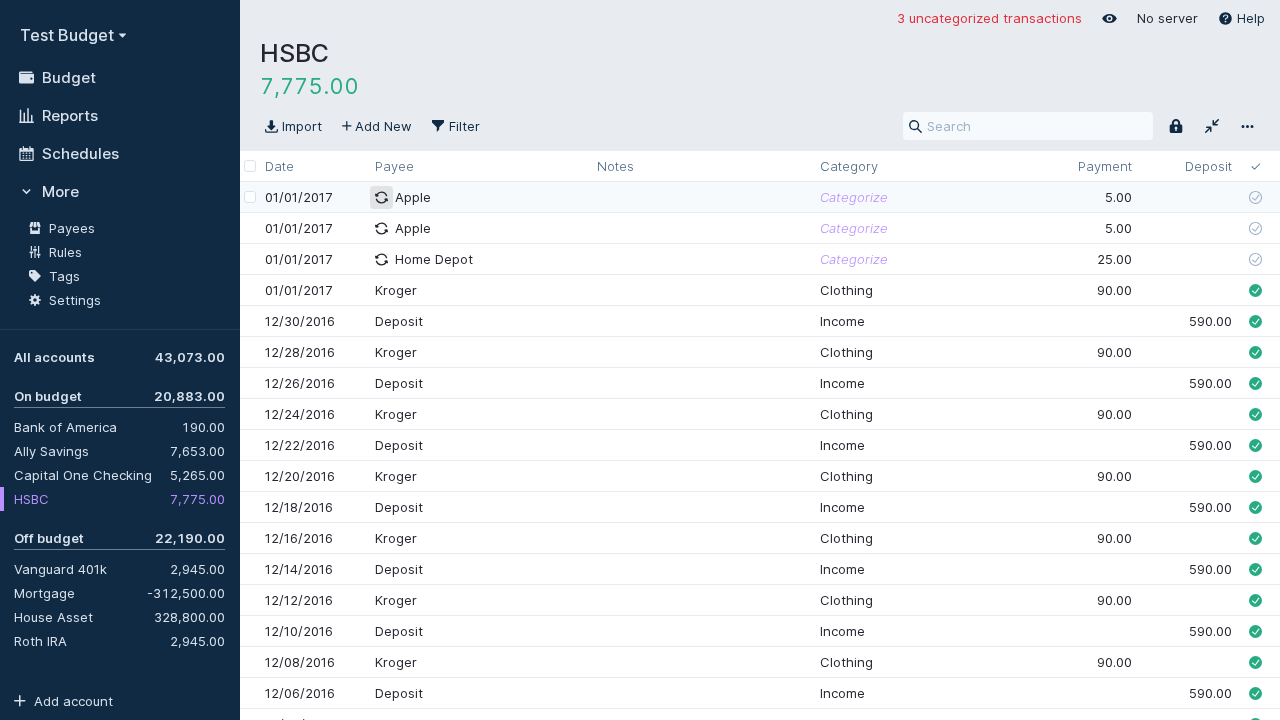 Test Budget
Budget
Reports
Schedules
More
Payees
Rules
Tags
Settings
All accounts 43,073.00
On budget 20,883.00
Bank of America 190.00
Ally Savings 7,653.00
Capital One Checking 5,265.00
HSBC 7,775.00
Off budget 22,190.00
Vanguard 401k 2,945.00
Mortgage -312,500.00
House Asset 328,800.00
Roth IRA 2,945.00
Add account
3 uncategorized transactions No server Help
HSBC
7,775.00
Import Add New Filter Search
Date Payee Notes Category Payment Deposit
01/01/2017 Apple Categorize 5.00
01/01/2017 Apple Categorize 5.00
01/01/2017 Home Depot Categorize 25.00
01/01/2017 Kroger Clothing 90.00
12/30/2016 Deposit Income 590.00
12/28/2016 Kroger Clothing 90.00
12/26/2016 Deposit Income 590.00
12/24/2016 Kroger Clothing 90.00
12/22/2016 Deposit Income 590.00
12/20/2016 Kroger Clothing 90.00
12/18/2016 Deposit Income 590.00
12/16/2016 Kroger Clothing 90.00
12/14/2016 Deposit Income 590.00
12/12/2016 Kroger Clothing 90.00
12/10/2016 Deposit Income 590.00
12/08/2016 Kroger Clothing 90.00
12/06/2016 Deposit Income 590.00